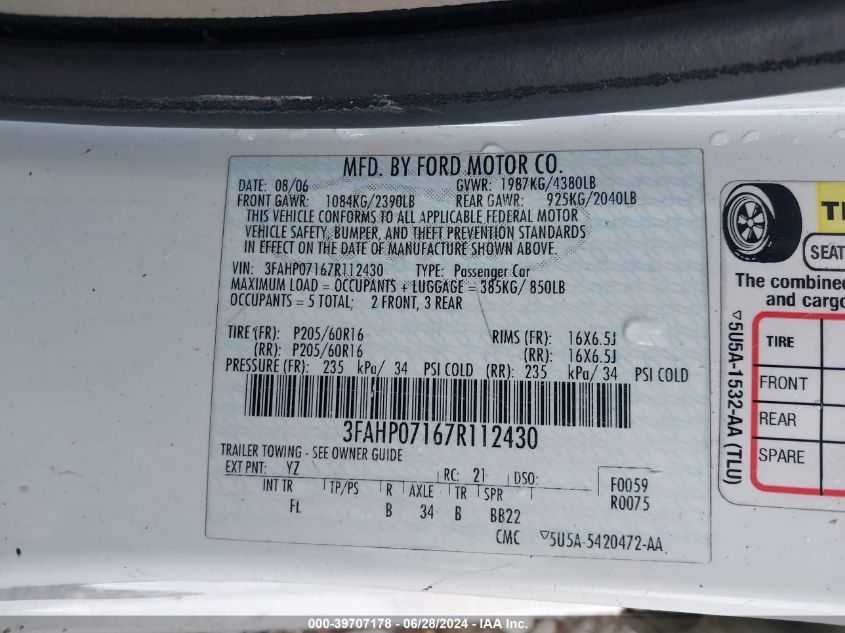 MFD. BY FORD MOTOR CO.
DATE: 08/06 GVWR: 1987KG/4380LB
FRONT GAWR: 1084KG/2390LB REAR GAWR: 925KG/2040LB
THIS VEHICLE CONFORMS TO ALL APPLICABLE FEDERAL MOTOR
VEHICLE SAFETY, BUMPER, AND THEFT PREVENTION STANDARDS
IN EFFECT ON THE DATE OF MANUFACTURE SHOWN ABOVE.
VIN: 3FAHP07167R112430 TYPE: Passenger Car
MAXIMUM LOAD = OCCUPANTS + LUGGAGE = 385KG/ 850LB
OCCUPANTS = 5 TOTAL; 2 FRONT, 3 REAR
TIRE (FR): P205/60R16 RIMS (FR): 16X6.5J
(RR): P205/60R16 (RR): 16X6.5J
PRESSURE (FR): 235 kPa/ 34 PSI COLD (RR): 235 kPa/ 34 PSI COLD
3FAHP07167R112430
TRAILER TOWING - SEE OWNER GUIDE
EXT PNT: YZ RC: 21 DSO: F0059
INT TR TP/PS R AXLE TR SPR R0075
FL B 34 B BB22
CMC ▽5U5A-5420472-AA
SEAT
The combined
and cargo
TIRE
FRONT
REAR
SPARE
▽5U5A-1532-AA (TLU)
000-39707178 - 06/28/2024 - IAA Inc.